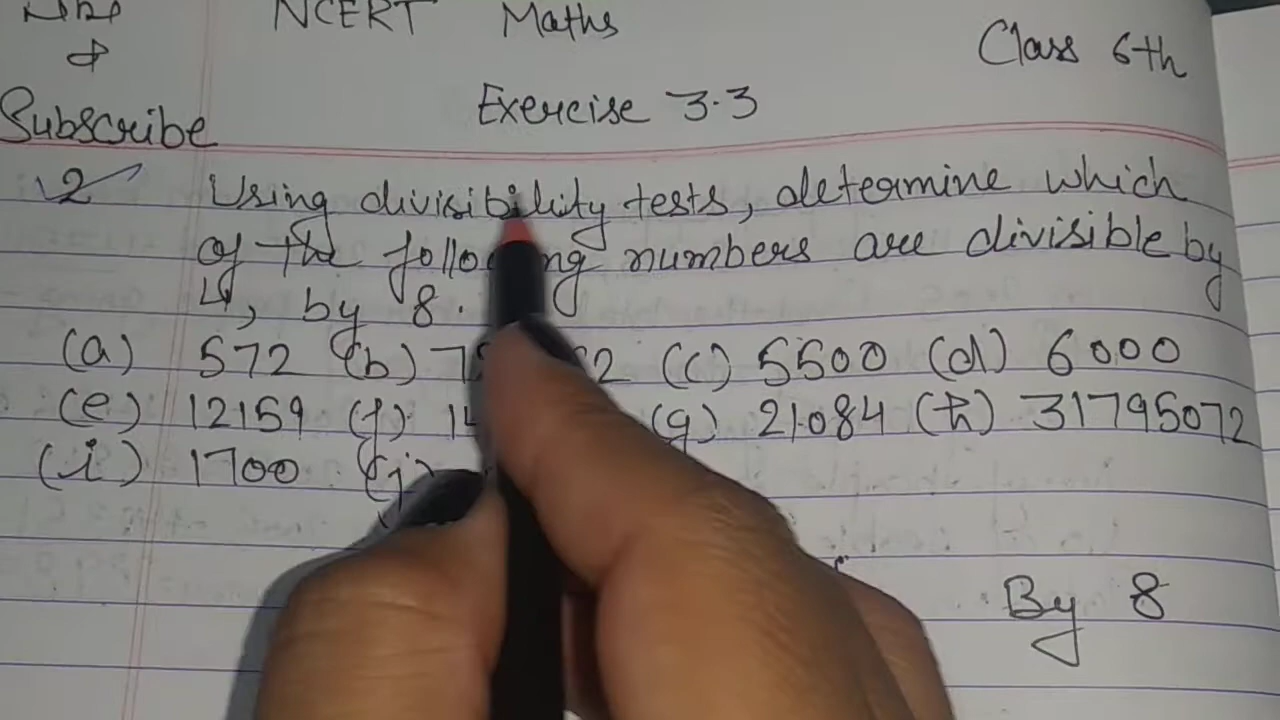 NCERT Maths Class 6th
&
Subscribe Exercise 3.3
2 Using divisibility tests, determine which
of the following numbers are divisible by
4, by 8.
(a) 572 (b) (c) 5500 (d) 6000
(e) 12159 (f) (g) 21084 (h) 31795072
(i) 1700 (j)
By 8